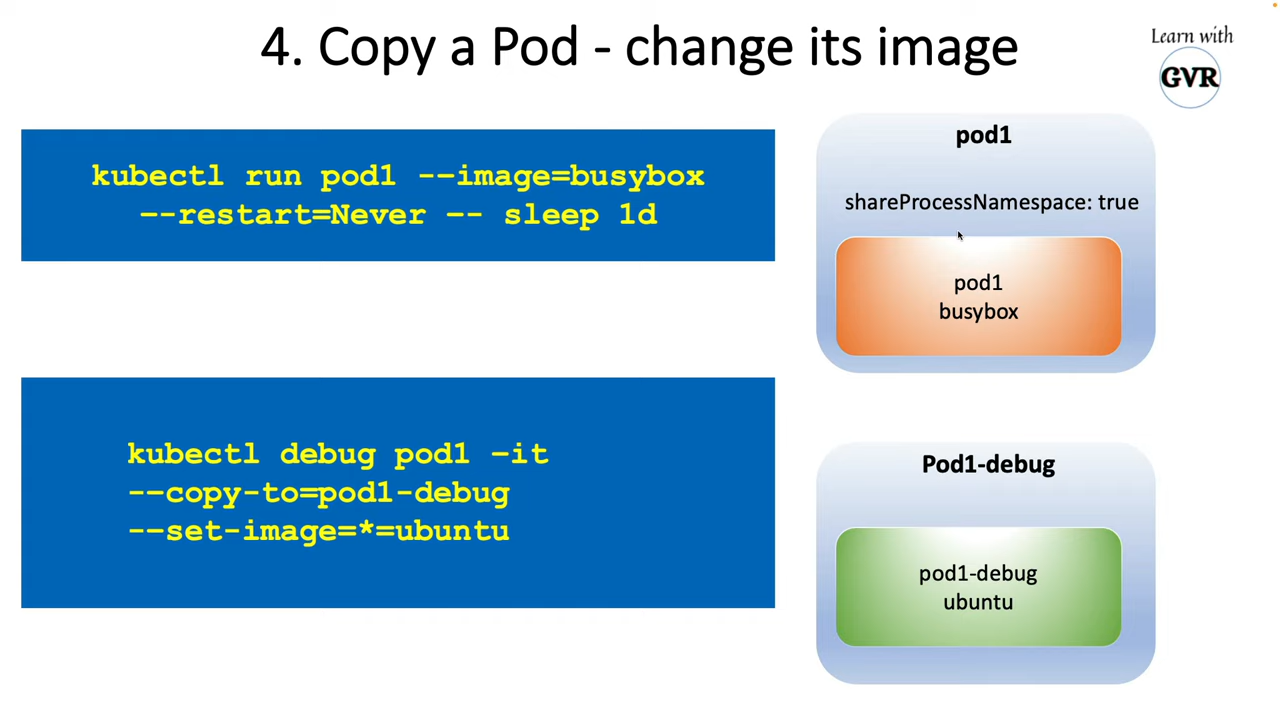 4. Copy a Pod - change its image
Learn with
GVR
kubectl run pod1 --image=busybox
--restart=Never -- sleep 1d
pod1
shareProcessNamespace: true
pod1
busybox
kubectl debug pod1 –it
--copy-to=pod1-debug
--set-image=*=ubuntu
Pod1-debug
pod1-debug
ubuntu